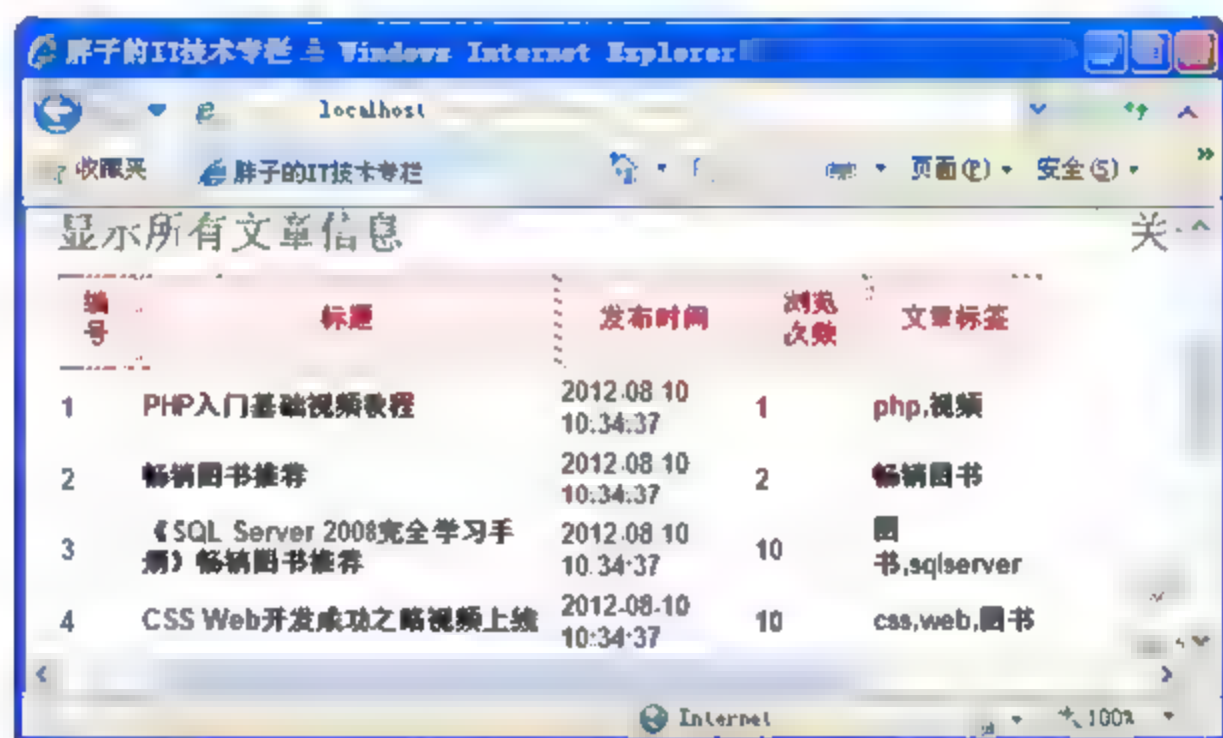 胖子的IT技术专栏 - Windows Internet Explorer
localhost
收藏夹 胖子的IT技术专栏 页面(P) 安全(S)
显示所有文章信息 关
编号 标题 发布时间 浏览次数 文章标签
1 PHP入门基础视频教程 2012-08-10 10:34:37 1 php,视频
2 畅销图书推荐 2012-08-10 10:34:37 2 畅销图书
3 《SQL Server 2008完全学习手册》畅销图书推荐 2012-08-10 10:34:37 10 图书,sqlserver
4 CSS Web开发成功之路视频上线 2012-08-10 10:34:37 10 css,web,图书
Internet 100%